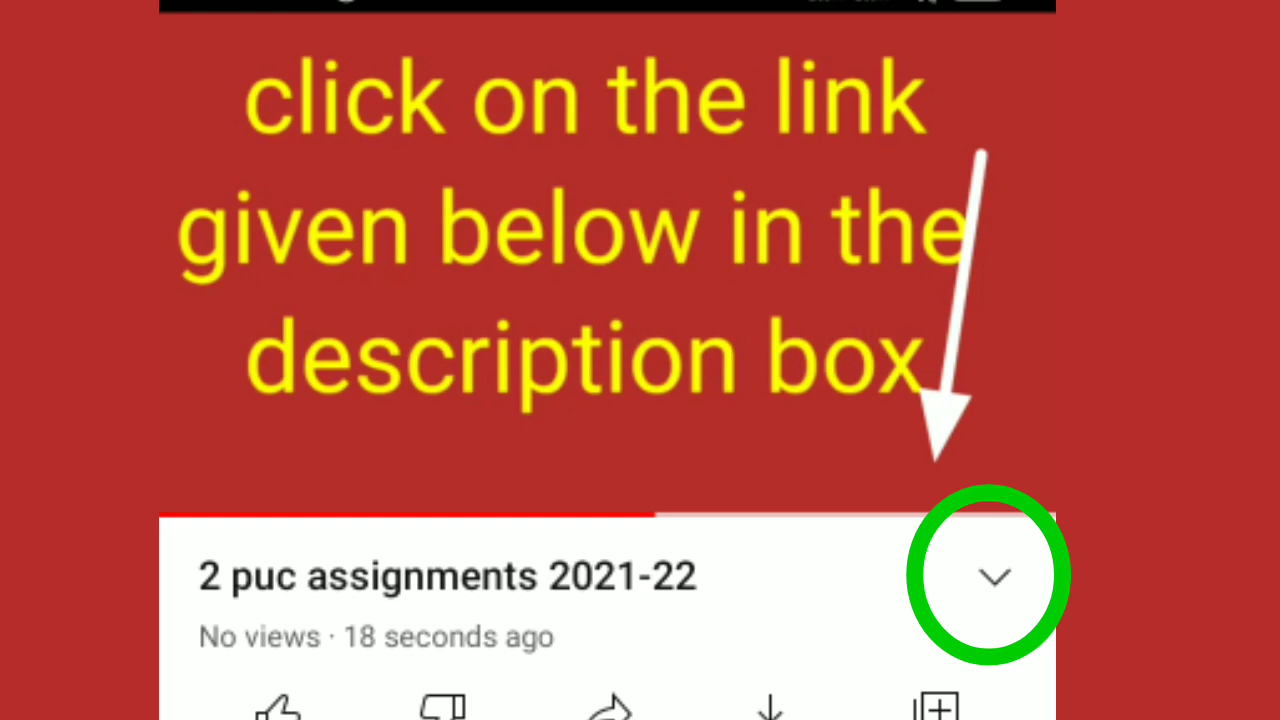 click on the link
given below in the
description box
2 puc assignments 2021-22
No views · 18 seconds ago